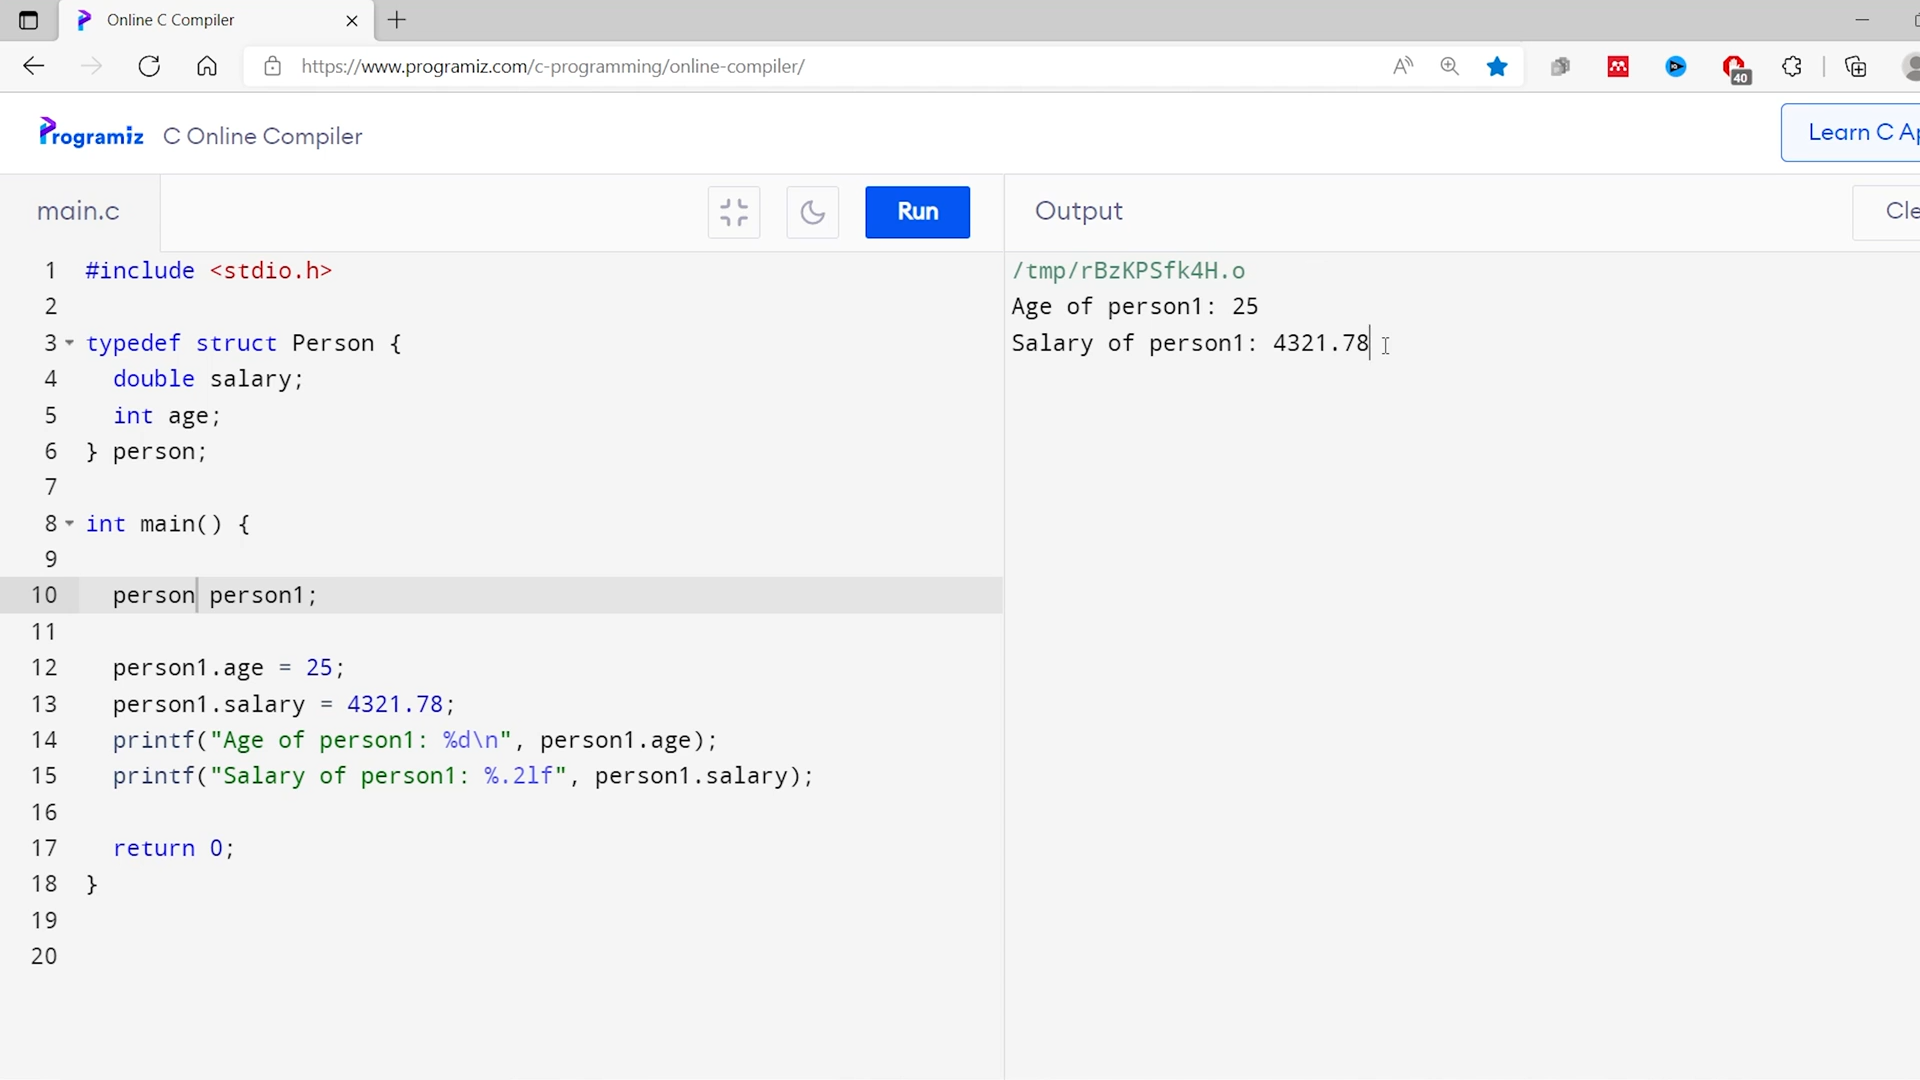 Online C Compiler
https://www.programiz.com/c-programming/online-compiler/
40
Programiz C Online Compiler
Learn C Ap
main.c
Run
Output
Cle
1 #include <stdio.h>
2
3 typedef struct Person {
4 double salary;
5 int age;
6 } person;
7
8 int main() {
9
10 person person1;
11
12 person1.age = 25;
13 person1.salary = 4321.78;
14 printf("Age of person1: %d\n", person1.age);
15 printf("Salary of person1: %.2lf", person1.salary);
16
17 return 0;
18 }
19
20
/tmp/rBzKPSfk4H.o
Age of person1: 25
Salary of person1: 4321.78